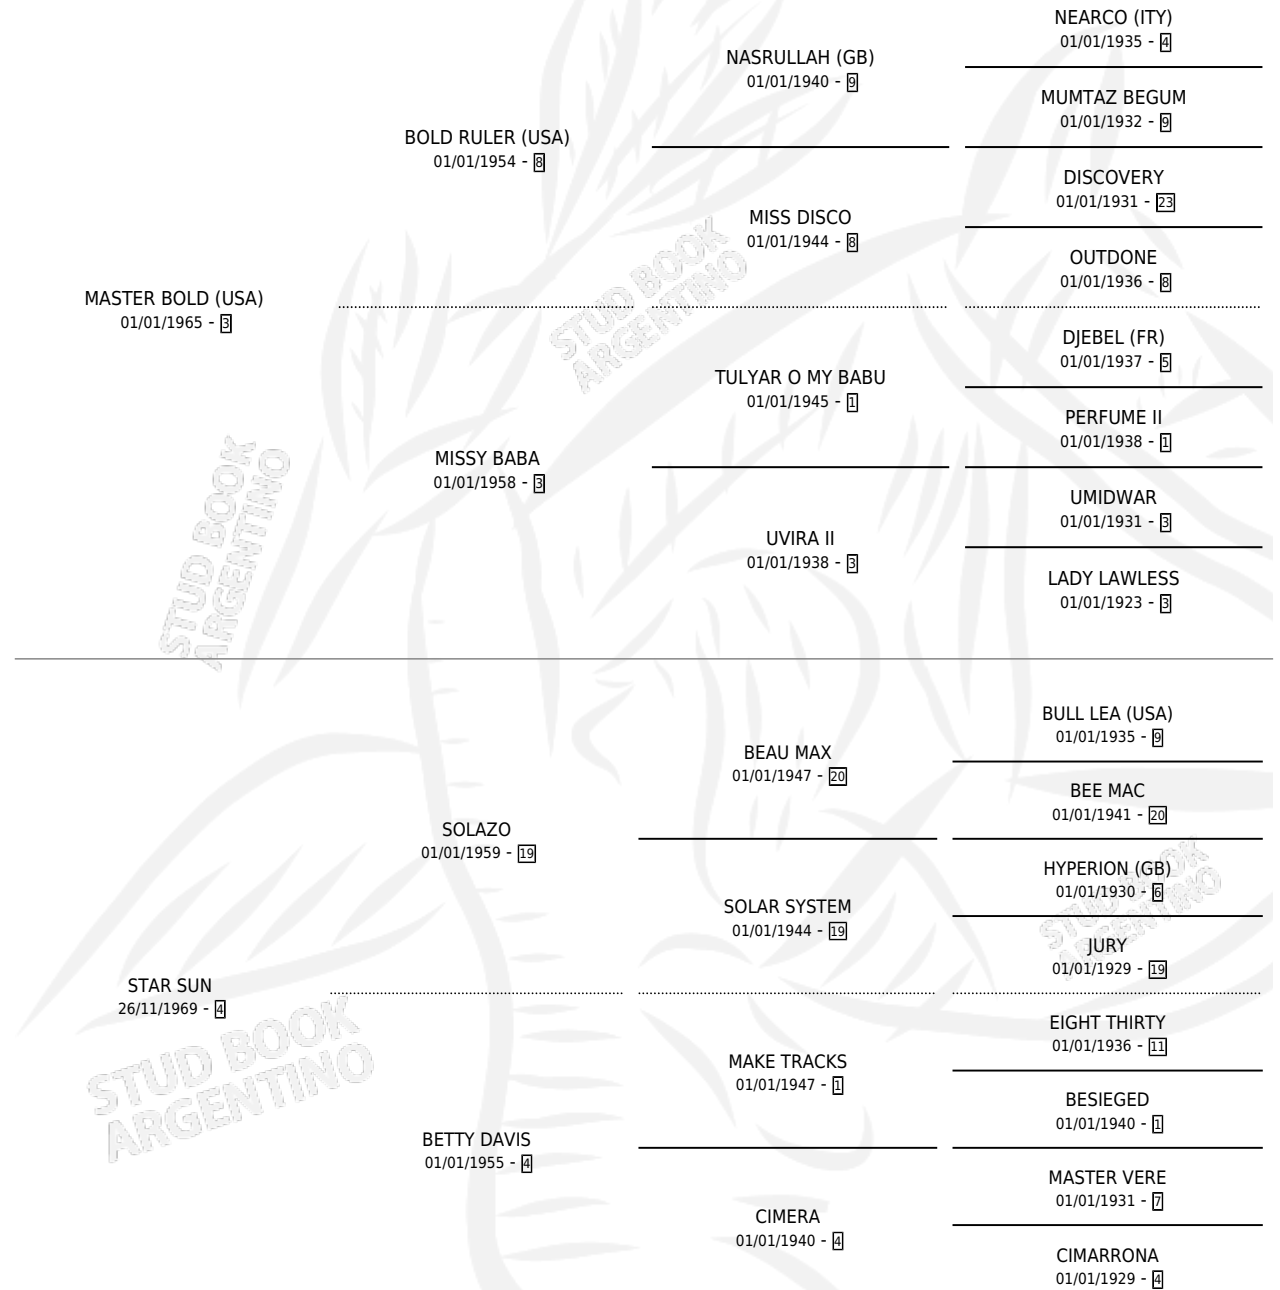 NEARCO (ITY)
01/01/1935 - 4
NASRULLAH (GB)
01/01/1940 - 9
MUMTAZ BEGUM
01/01/1932 - 9
BOLD RULER (USA)
01/01/1954 - 8
DISCOVERY
01/01/1931 - 23
MISS DISCO
01/01/1944 - 8
OUTDONE
01/01/1936 - 8
MASTER BOLD (USA)
01/01/1965 - 3
DJEBEL (FR)
01/01/1937 - 5
TULYAR O MY BABU
01/01/1945 - 1
PERFUME II
01/01/1938 - 1
MISSY BABA
01/01/1958 - 3
UMIDWAR
01/01/1931 - 3
UVIRA II
01/01/1938 - 3
LADY LAWLESS
01/01/1923 - 3
BULL LEA (USA)
01/01/1935 - 9
BEAU MAX
01/01/1947 - 20
BEE MAC
01/01/1941 - 20
SOLAZO
01/01/1959 - 19
HYPERION (GB)
01/01/1930 - 6
SOLAR SYSTEM
01/01/1944 - 19
JURY
01/01/1929 - 19
STAR SUN
26/11/1969 - 4
EIGHT THIRTY
01/01/1936 - 11
MAKE TRACKS
01/01/1947 - 1
BESIEGED
01/01/1940 - 1
BETTY DAVIS
01/01/1955 - 4
MASTER VERE
01/01/1931 - 7
CIMERA
01/01/1940 - 4
CIMARRONA
01/01/1929 - 4
STUD BOOK
ARGENTINO
STUD BOOK
ARGENTINO
STUD BOOK
ARGENTINO
STUD BOOK
ARGENTINO